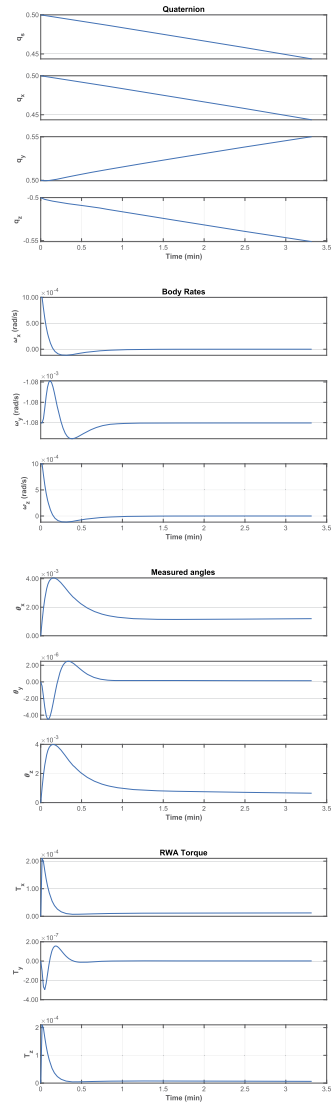 Quaternion
0.50
q_s
0.45
0.50
q_x
0.45
0.55
q_y
0.50
-0.5
q_z
-0.55
0 0.5 1 1.5 2 2.5 3 3.5
Time (min)
Body Rates
×10⁻⁴
10.00
5.00
0.00
ω_x (rad/s)
×10⁻³
-1.08
-1.08
-1.08
ω_y (rad/s)
×10⁻⁴
10
5
0
ω_z (rad/s)
0 0.5 1 1.5 2 2.5 3 3.5
Time (min)
Measured angles
×10⁻³
4.00
2.00
0.00
θ_x
×10⁻⁶
2.00
0.00
-2.00
-4.00
θ_y
×10⁻³
4
2
0
θ_z
0 0.5 1 1.5 2 2.5 3 3.5
Time (min)
RWA Torque
×10⁻⁴
2.00
1.00
0.00
T_x
×10⁻⁷
2.00
0.00
-2.00
-4.00
T_y
×10⁻⁴
2
1
0
T_z
0 0.5 1 1.5 2 2.5 3 3.5
Time (min)